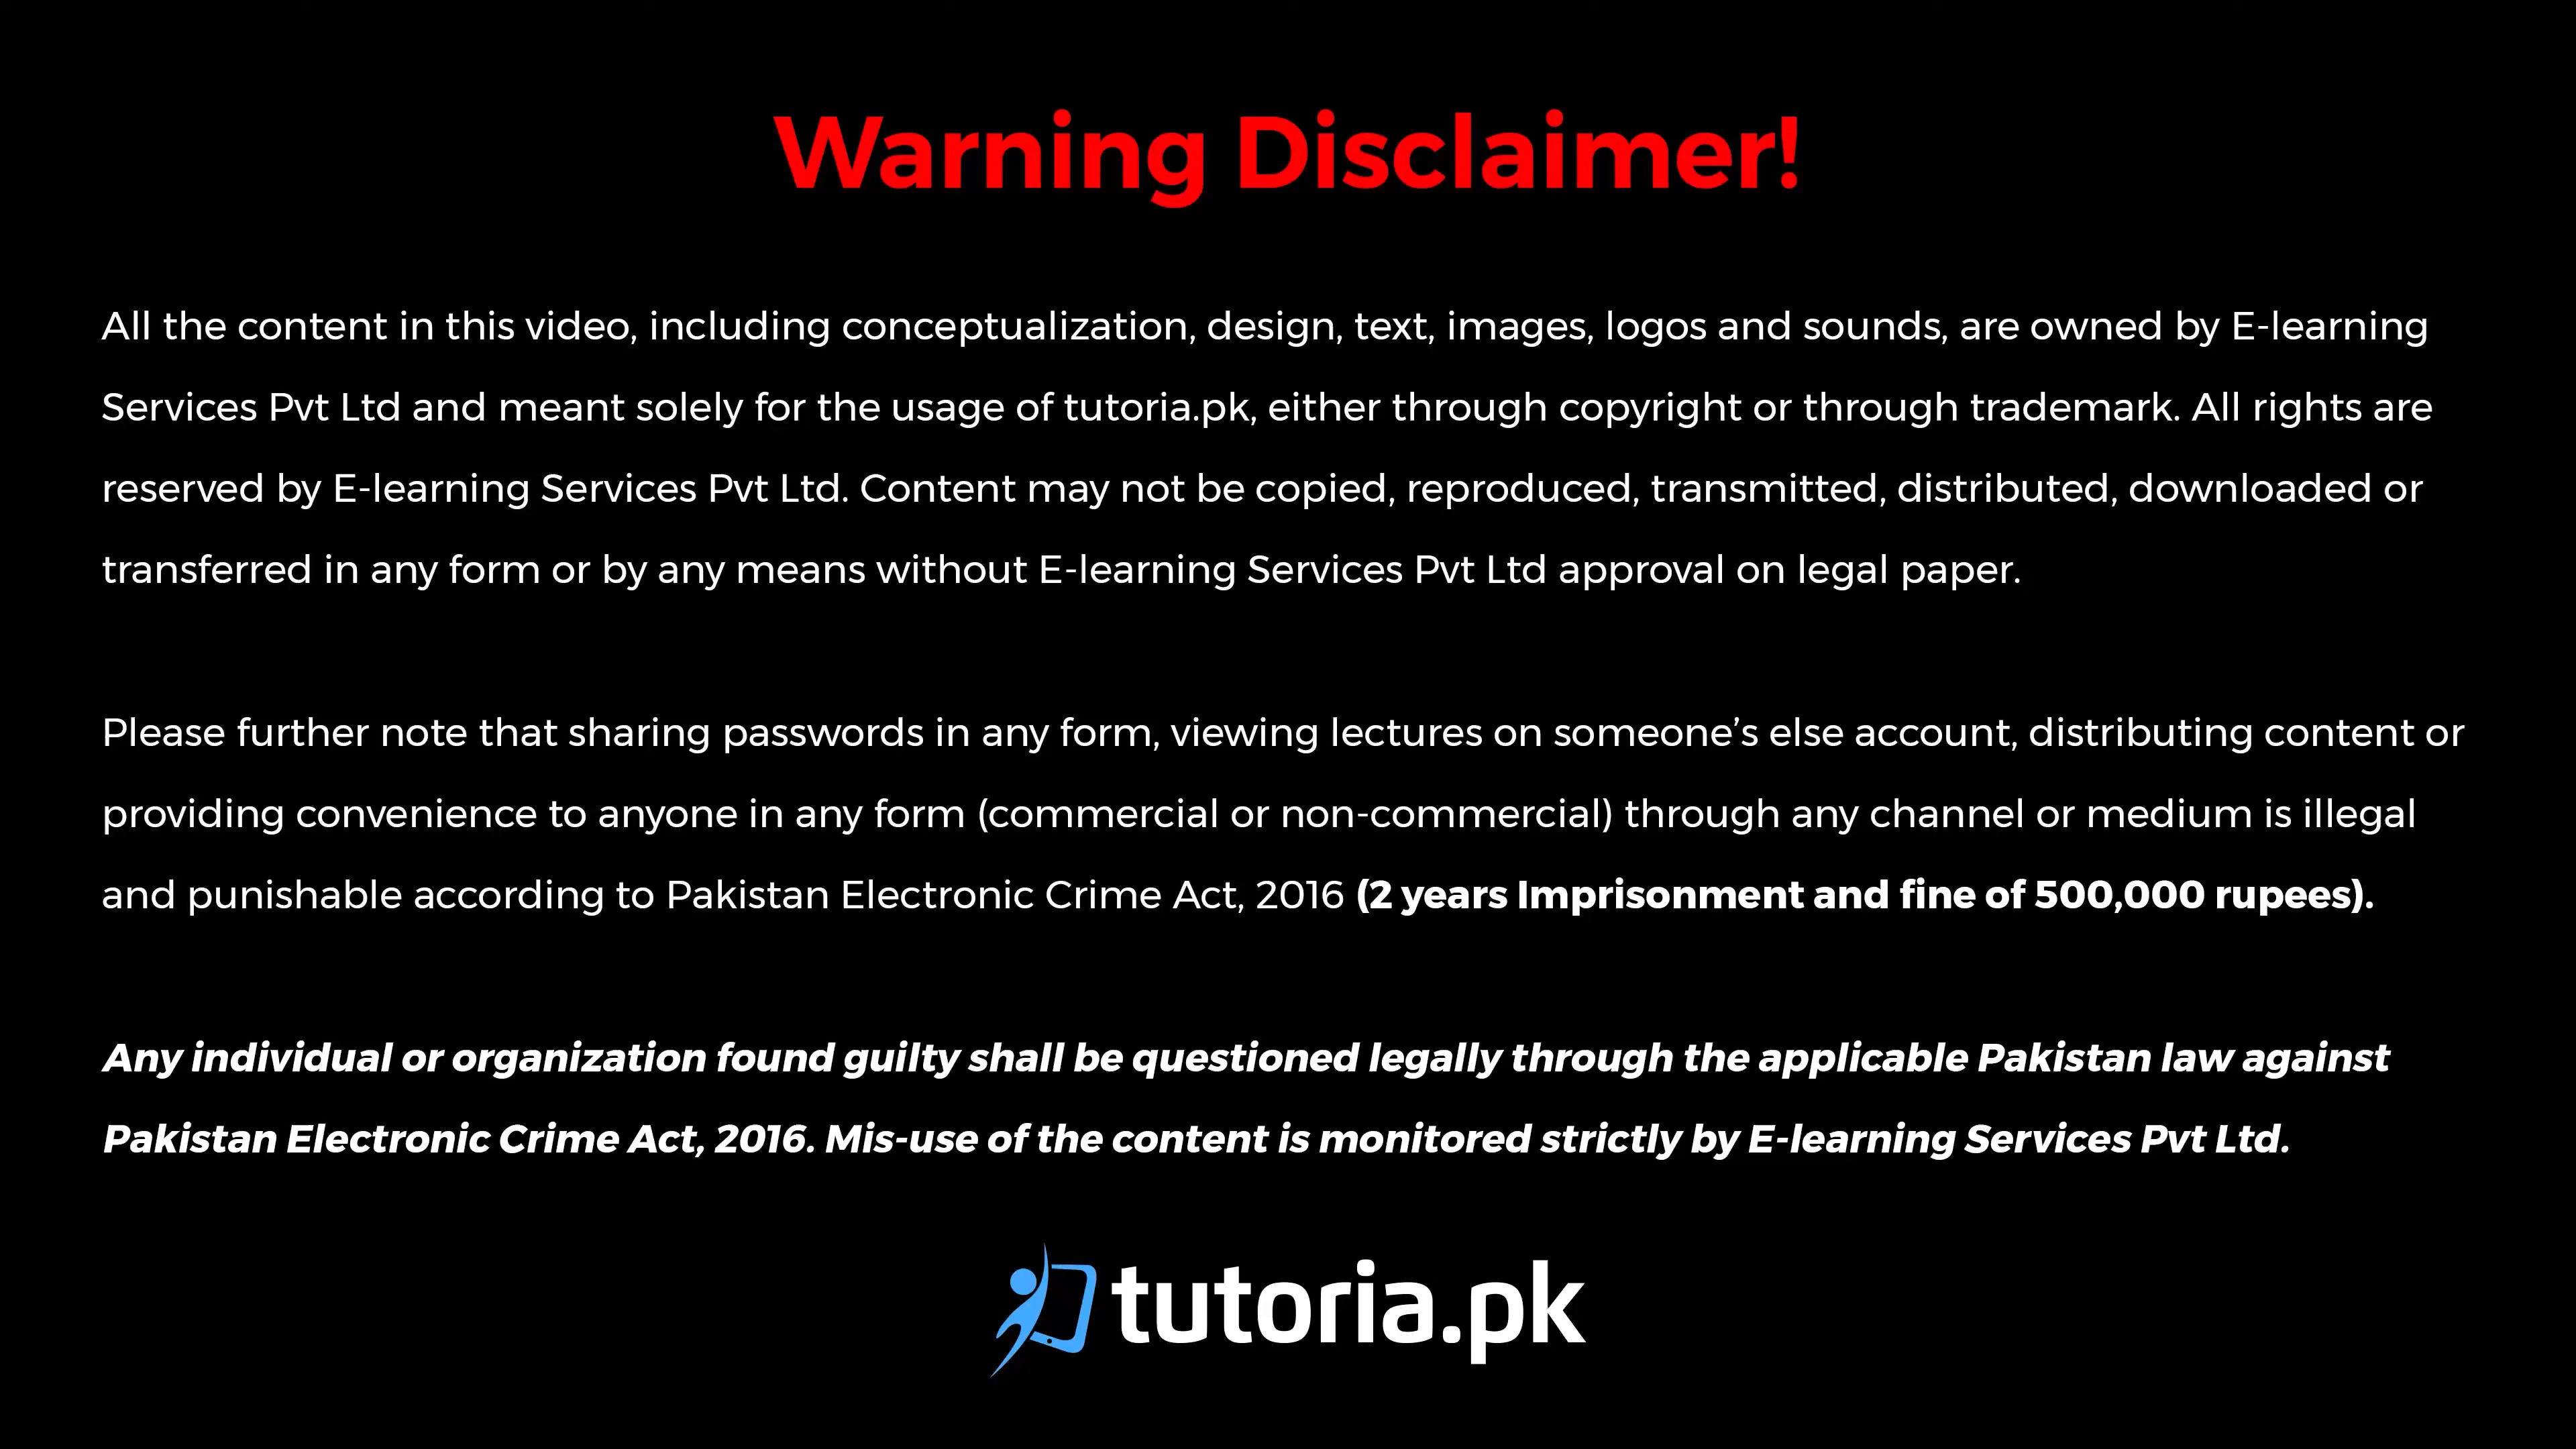 Warning Disclaimer!
All the content in this video, including conceptualization, design, text, images, logos and sounds, are owned by E-learning
Services Pvt Ltd and meant solely for the usage of tutoria.pk, either through copyright or through trademark. All rights are
reserved by E-learning Services Pvt Ltd. Content may not be copied, reproduced, transmitted, distributed, downloaded or
transferred in any form or by any means without E-learning Services Pvt Ltd approval on legal paper.
Please further note that sharing passwords in any form, viewing lectures on someone’s else account, distributing content or
providing convenience to anyone in any form (commercial or non-commercial) through any channel or medium is illegal
and punishable according to Pakistan Electronic Crime Act, 2016 (2 years Imprisonment and fine of 500,000 rupees).
Any individual or organization found guilty shall be questioned legally through the applicable Pakistan law against
Pakistan Electronic Crime Act, 2016. Mis-use of the content is monitored strictly by E-learning Services Pvt Ltd.
tutoria.pk